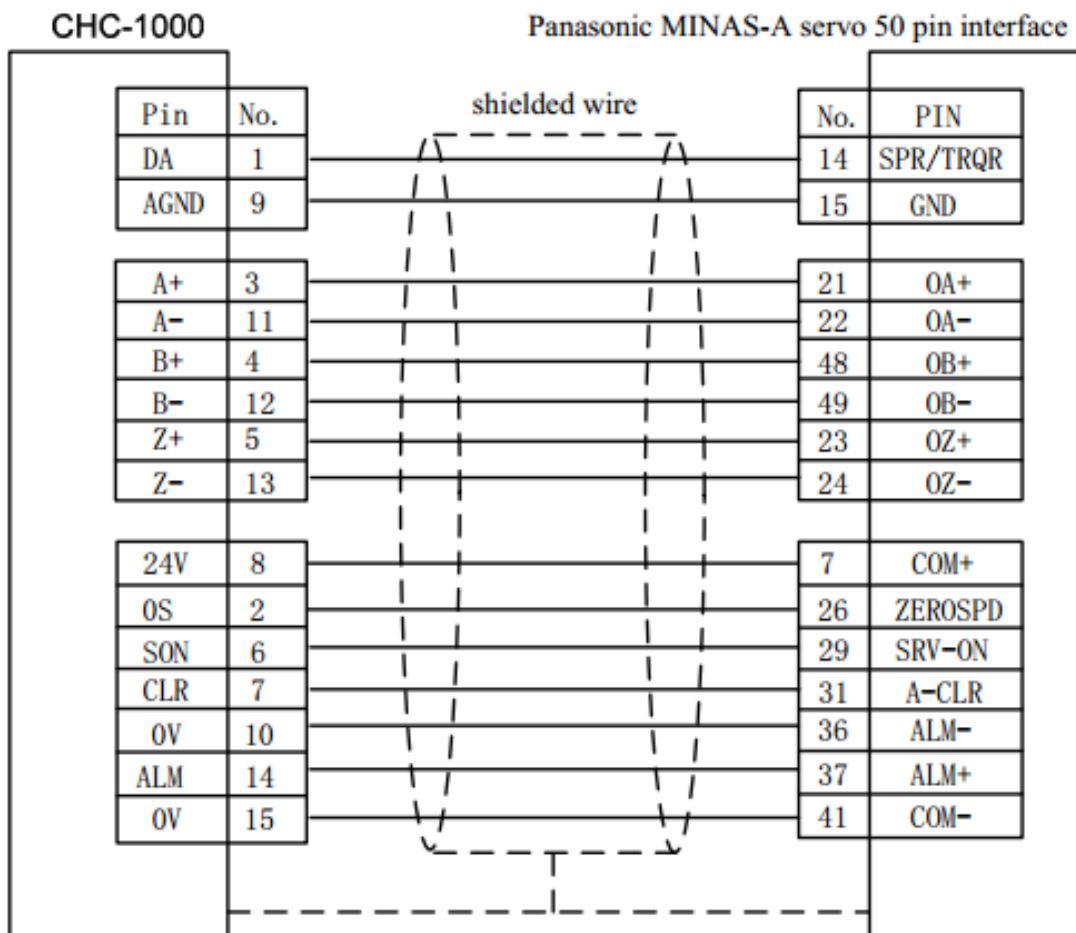 CHC-1000 Panasonic MINAS-A servo 50 pin interface
shielded wire
Pin No. No. PIN
DA 1 14 SPR/TRQR
AGND 9 15 GND
A+ 3 21 OA+
A- 11 22 OA-
B+ 4 48 OB+
B- 12 49 OB-
Z+ 5 23 OZ+
Z- 13 24 OZ-
24V 8 7 COM+
OS 2 26 ZEROSPD
SON 6 29 SRV-ON
CLR 7 31 A-CLR
0V 10 36 ALM-
ALM 14 37 ALM+
0V 15 41 COM-